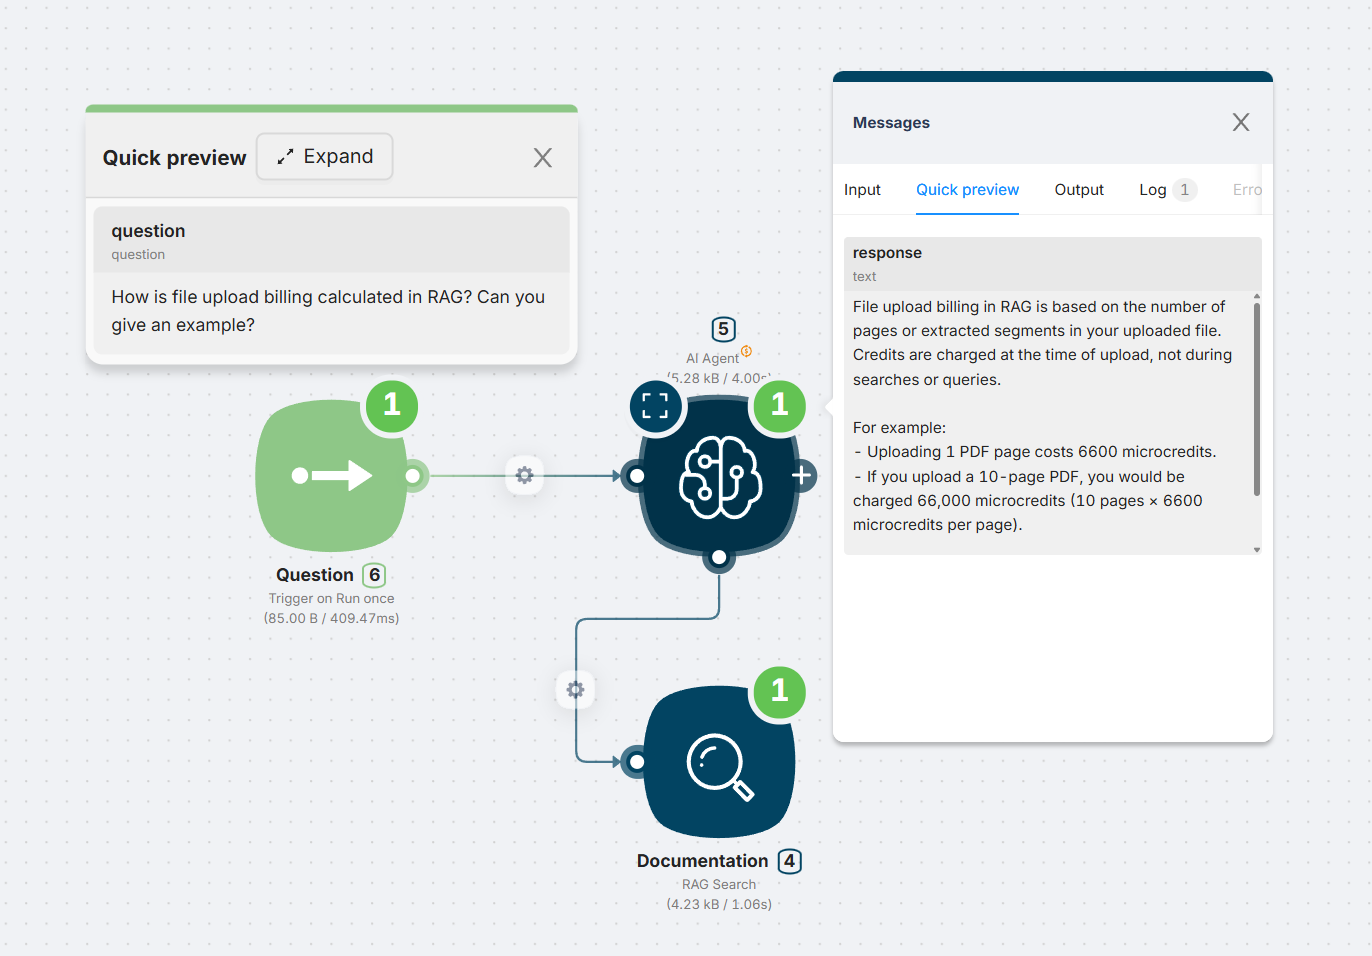 Quick preview
Expand
question
question
How is file upload billing calculated in RAG? Can you
give an example?
1
Question 6
Trigger on Run once
(85.00 B / 409.47ms)
5
AI Agent
(5.28 kB / 4.00s)
1
1
Documentation 4
RAG Search
(4.23 kB / 1.06s)
Messages
Input Quick preview Output Log 1 Erro
response
text
File upload billing in RAG is based on the number of
pages or extracted segments in your uploaded file.
Credits are charged at the time of upload, not during
searches or queries.
For example:
- Uploading 1 PDF page costs 6600 microcredits.
- If you upload a 10-page PDF, you would be
charged 66,000 microcredits (10 pages × 6600
microcredits per page).